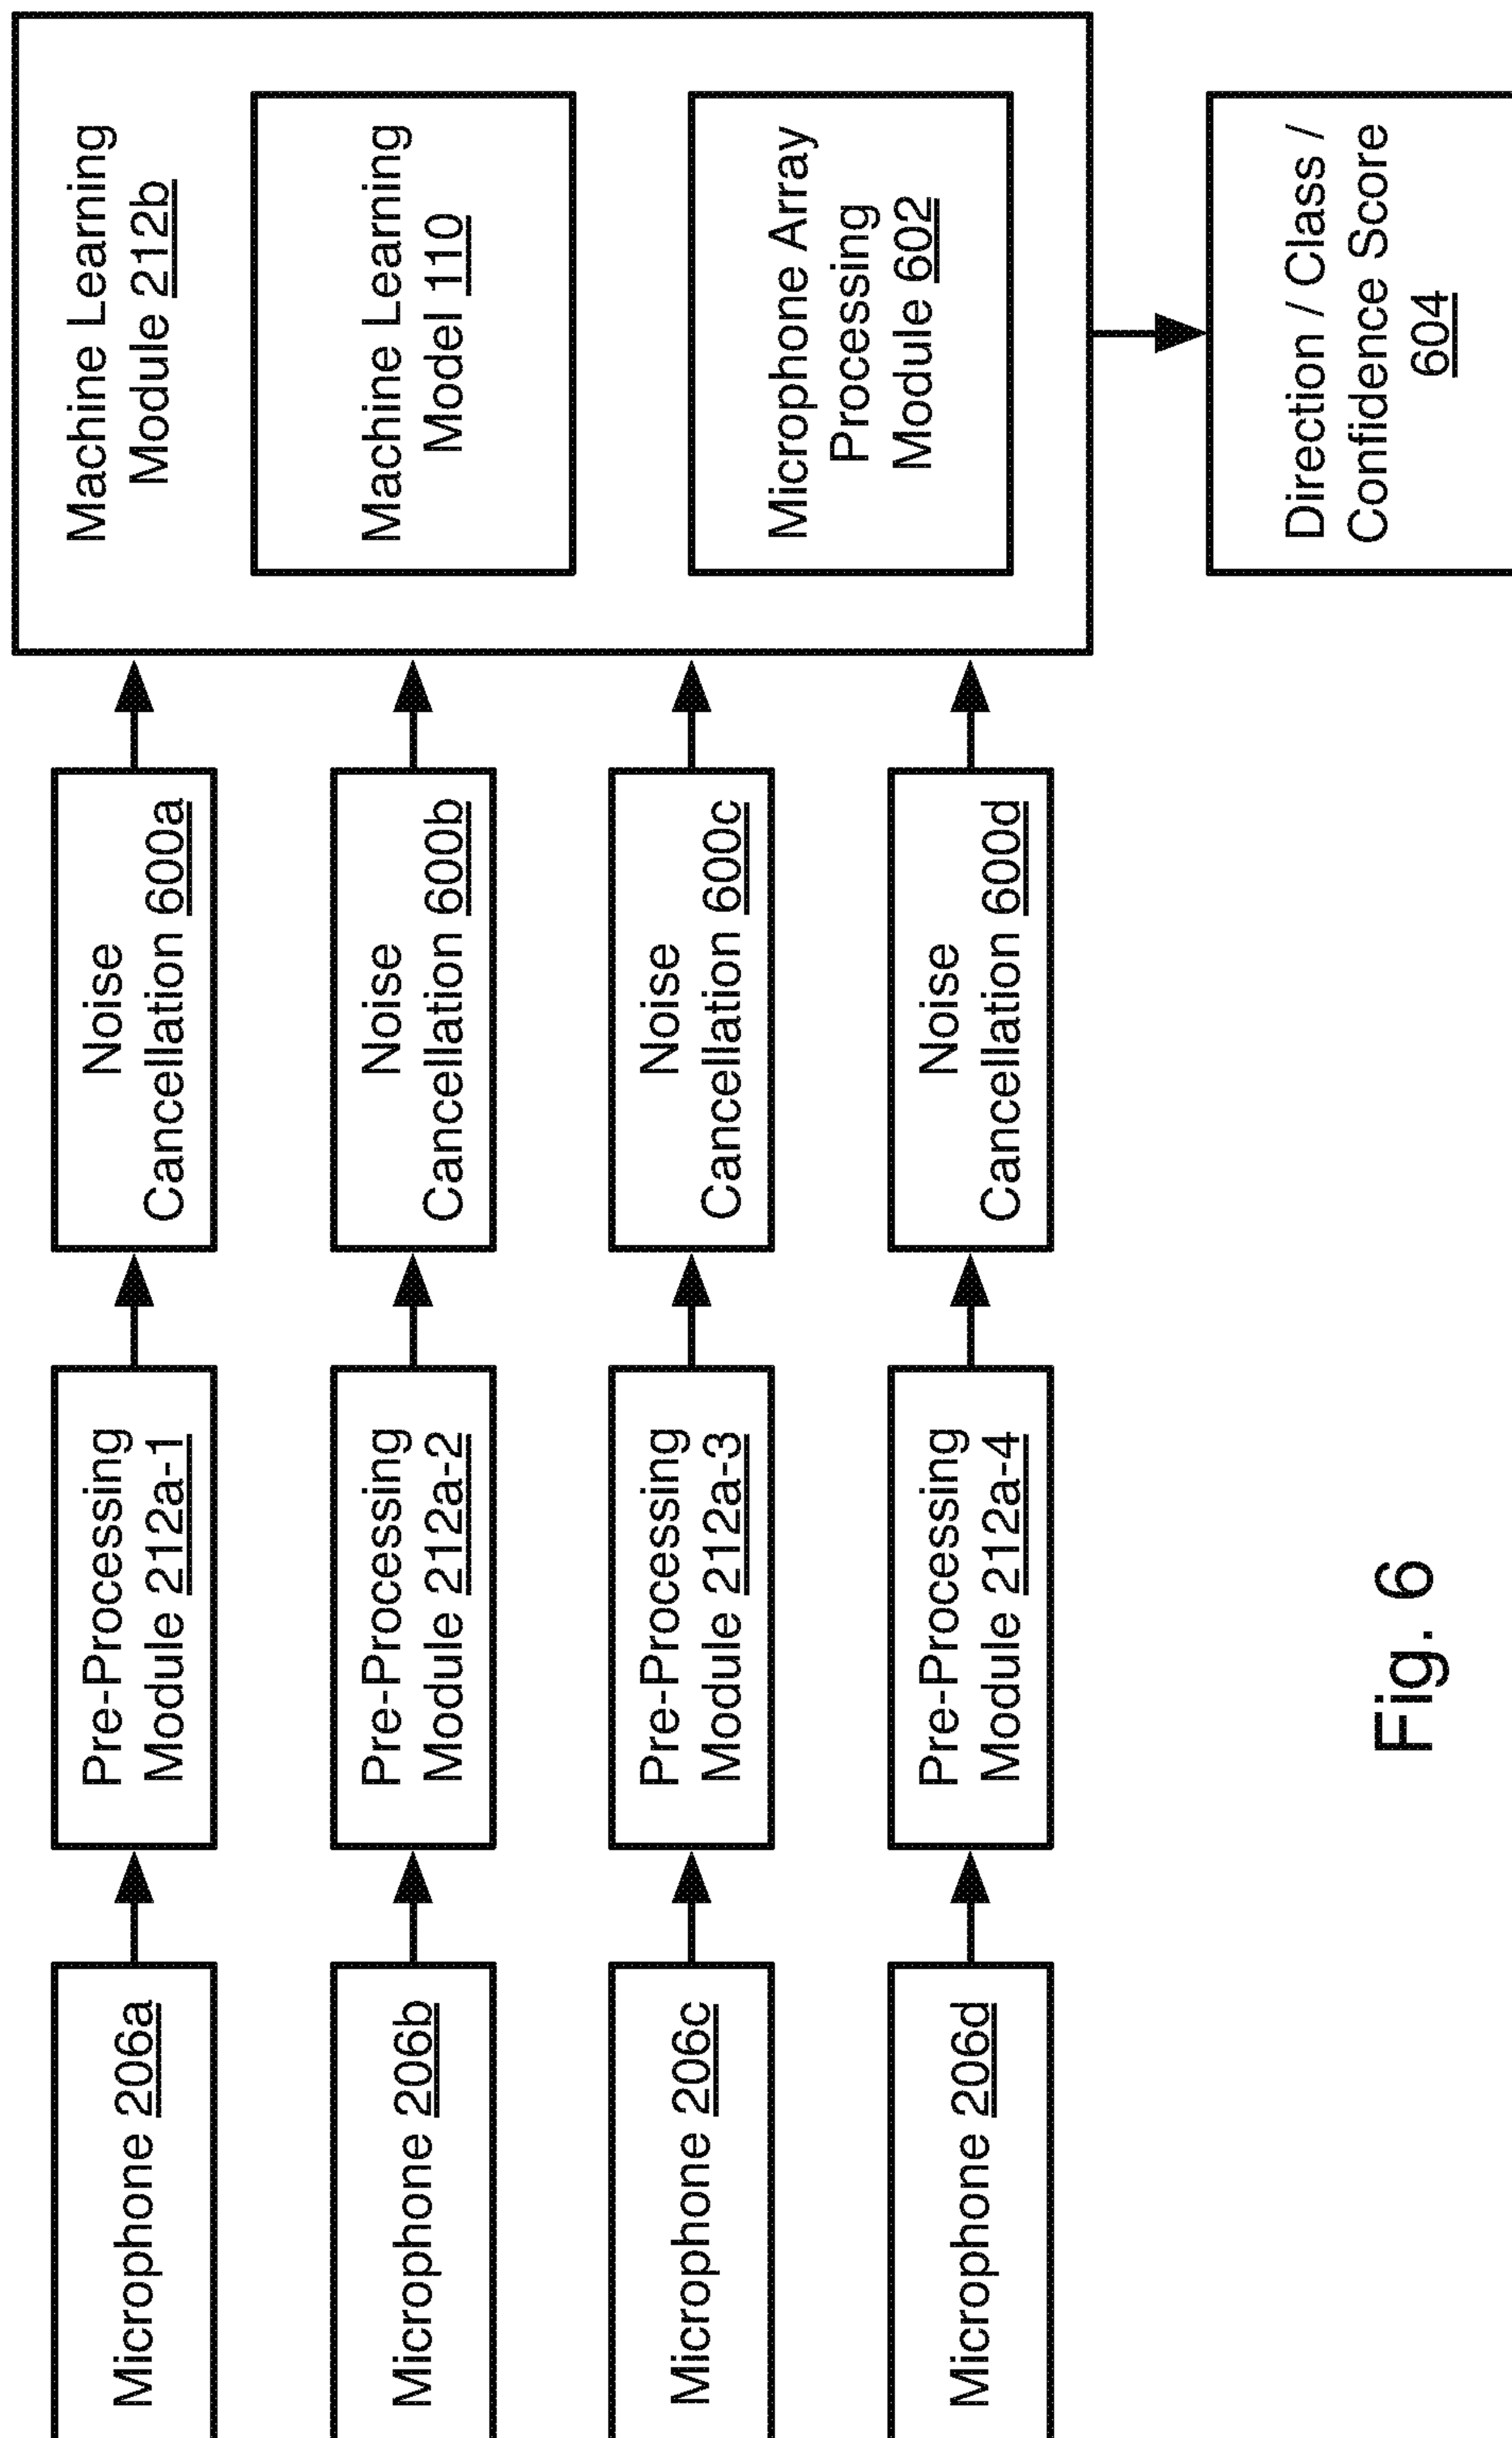 Microphone 206a
Pre-Processing
Module 212a-1
Noise
Cancellation 600a
Microphone 206b
Pre-Processing
Module 212a-2
Noise
Cancellation 600b
Microphone 206c
Pre-Processing
Module 212a-3
Noise
Cancellation 600c
Microphone 206d
Pre-Processing
Module 212a-4
Noise
Cancellation 600d
Machine Learning
Module 212b
Machine Learning
Model 110
Microphone Array
Processing
Module 602
Direction / Class /
Confidence Score
604
Fig. 6